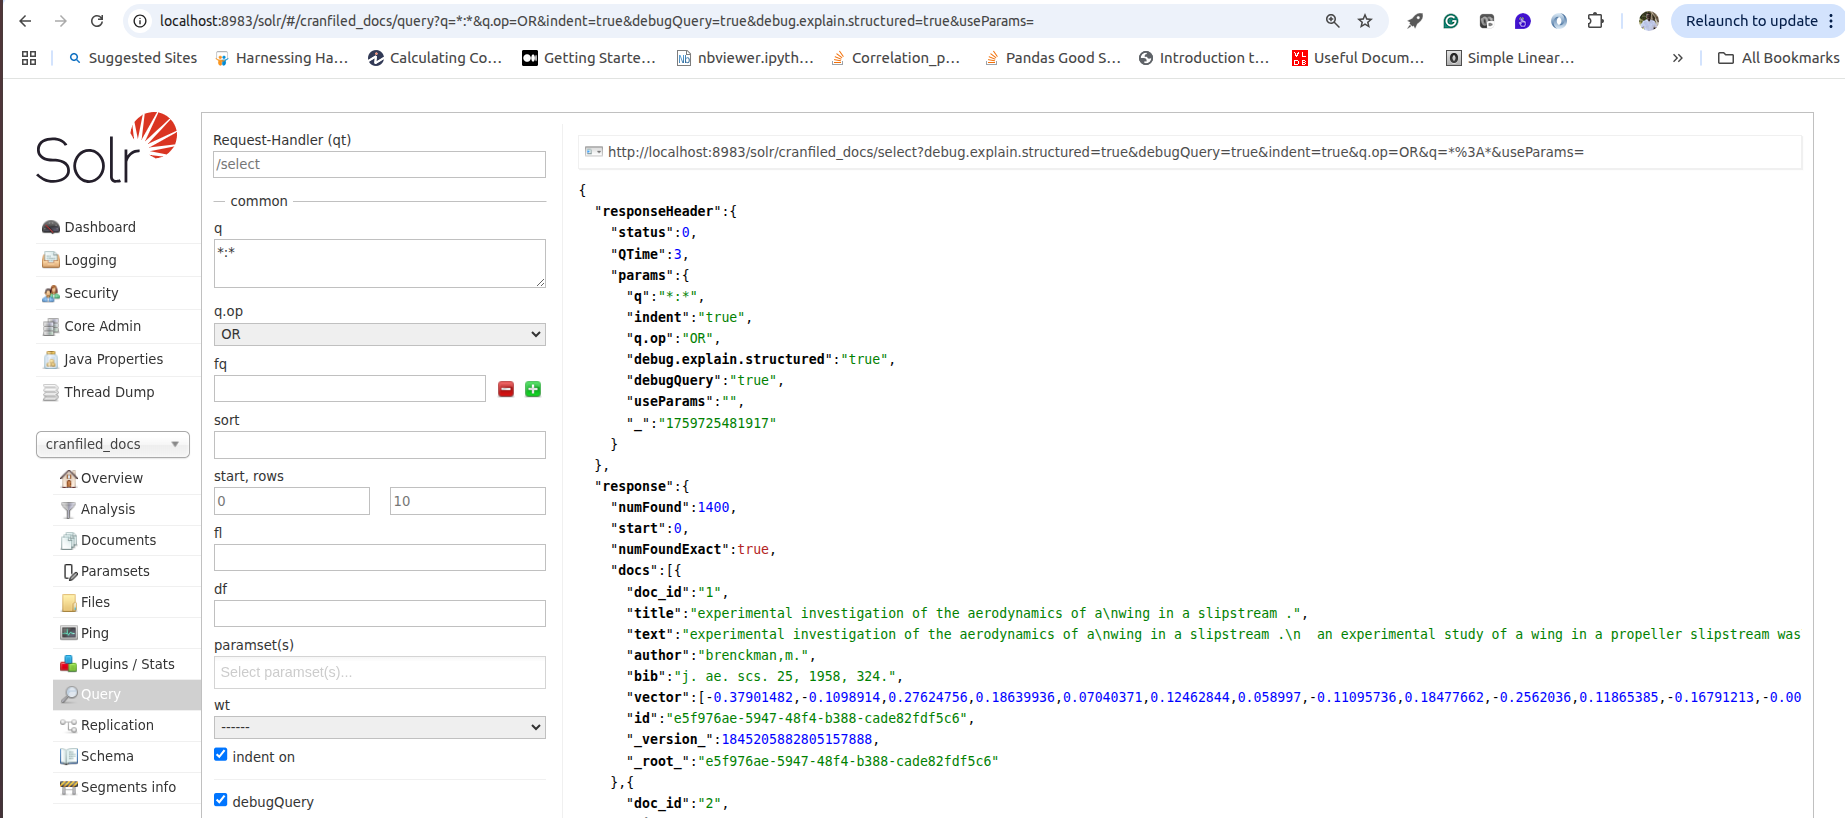 localhost:8983/solr/#/cranfiled_docs/query?q=*:*&q.op=OR&indent=true&debugQuery=true&debug.explain.structured=true&useParams=
Relaunch to update
Suggested Sites
Harnessing Ha...
Calculating Co...
Getting Starte...
nbviewer.ipyth...
Correlation_p...
Pandas Good S...
Introduction t...
Useful Docum...
Simple Linear...
»
All Bookmarks
Solr
Dashboard
Logging
Security
Core Admin
Java Properties
Thread Dump
cranfiled_docs
Overview
Analysis
Documents
Paramsets
Files
Ping
Plugins / Stats
Query
Replication
Schema
Segments info
Request-Handler (qt)
/select
common
q
*:*
q.op
OR
fq
sort
start, rows
0
10
fl
df
paramset(s)
Select paramset(s)...
wt
------
indent on
debugQuery
http://localhost:8983/solr/cranfiled_docs/select?debug.explain.structured=true&debugQuery=true&indent=true&q.op=OR&q=*%3A*&useParams=
{
"responseHeader":{
"status":0,
"QTime":3,
"params":{
"q":"*:*",
"indent":"true",
"q.op":"OR",
"debug.explain.structured":"true",
"debugQuery":"true",
"useParams":"",
"_":"1759725481917"
}
},
"response":{
"numFound":1400,
"start":0,
"numFoundExact":true,
"docs":[{
"doc_id":"1",
"title":"experimental investigation of the aerodynamics of a\nwing in a slipstream .",
"text":"experimental investigation of the aerodynamics of a\nwing in a slipstream .\n  an experimental study of a wing in a propeller slipstream was
"author":"brenckman,m.",
"bib":"j. ae. scs. 25, 1958, 324.",
"vector":[-0.37901482,-0.1098914,0.27624756,0.18639936,0.07040371,0.12462844,0.058997,-0.11095736,0.18477662,-0.2562036,0.11865385,-0.16791213,-0.00
"id":"e5f976ae-5947-48f4-b388-cade82fdf5c6",
"_version_":1845205882805157888,
"_root_":"e5f976ae-5947-48f4-b388-cade82fdf5c6"
},{
"doc_id":"2",